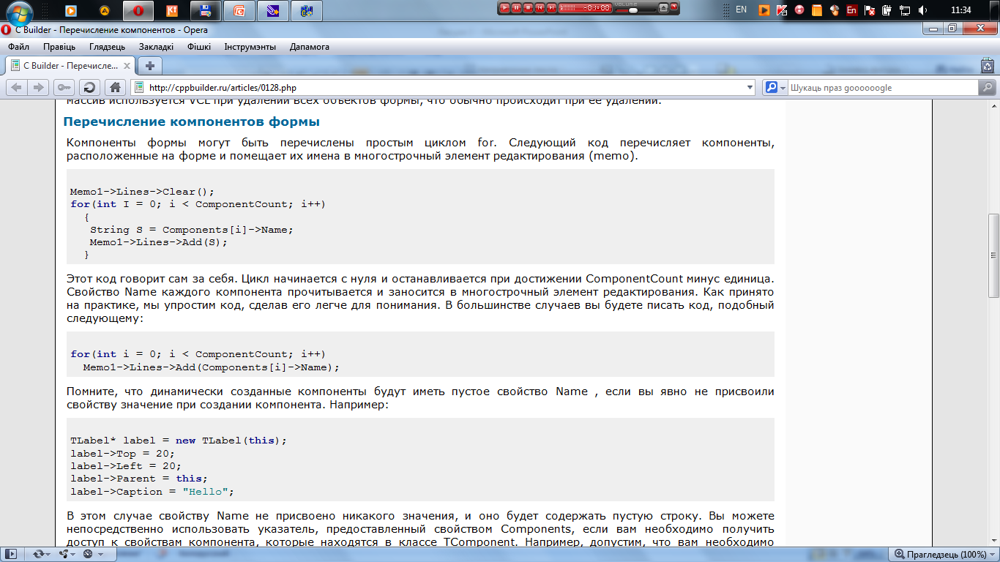 EN
En
11:34
C Builder - Перечисление компонентов - Opera
Файл Правіць Глядзець Закладкі Фішкі Інструмэнты Дапамога
C Builder - Перечисле...
http://cppbuilder.ru/articles/0128.php
Шукаць праз goooooogle
массив используется VCL при удалении всех объектов формы, что обычно происходит при её удалении.
Перечисление компонентов формы
Компоненты формы могут быть перечислены простым циклом for. Следующий код перечисляет компоненты,
расположенные на форме и помещает их имена в многострочный элемент редактирования (memo).
Memo1->Lines->Clear();
for(int I = 0; i < ComponentCount; i++)
{
String S = Components[i]->Name;
Memo1->Lines->Add(S);
}
Этот код говорит сам за себя. Цикл начинается с нуля и останавливается при достижении ComponentCount минус единица.
Свойство Name каждого компонента прочитывается и заносится в многострочный элемент редактирования. Как принято
на практике, мы упростим код, сделав его легче для понимания. В большинстве случаев вы будете писать код, подобный
следующему:
for(int i = 0; i < ComponentCount; i++)
Memo1->Lines->Add(Components[i]->Name);
Помните, что динамически созданные компоненты будут иметь пустое свойство Name , если вы явно не присвоили
свойству значение при создании компонента. Например:
TLabel* label = new TLabel(this);
label->Top = 20;
label->Left = 20;
label->Parent = this;
label->Caption = "Hello";
В этом случае свойству Name не присвоено никакого значения, и оно будет содержать пустую строку. Вы можете
непосредственно использовать указатель, предоставленный свойством Components, если вам необходимо получить
доступ к свойствам компонента, которые находятся в классе TComponent. Например, допустим, что вам необходимо
Прагледзець (100%)